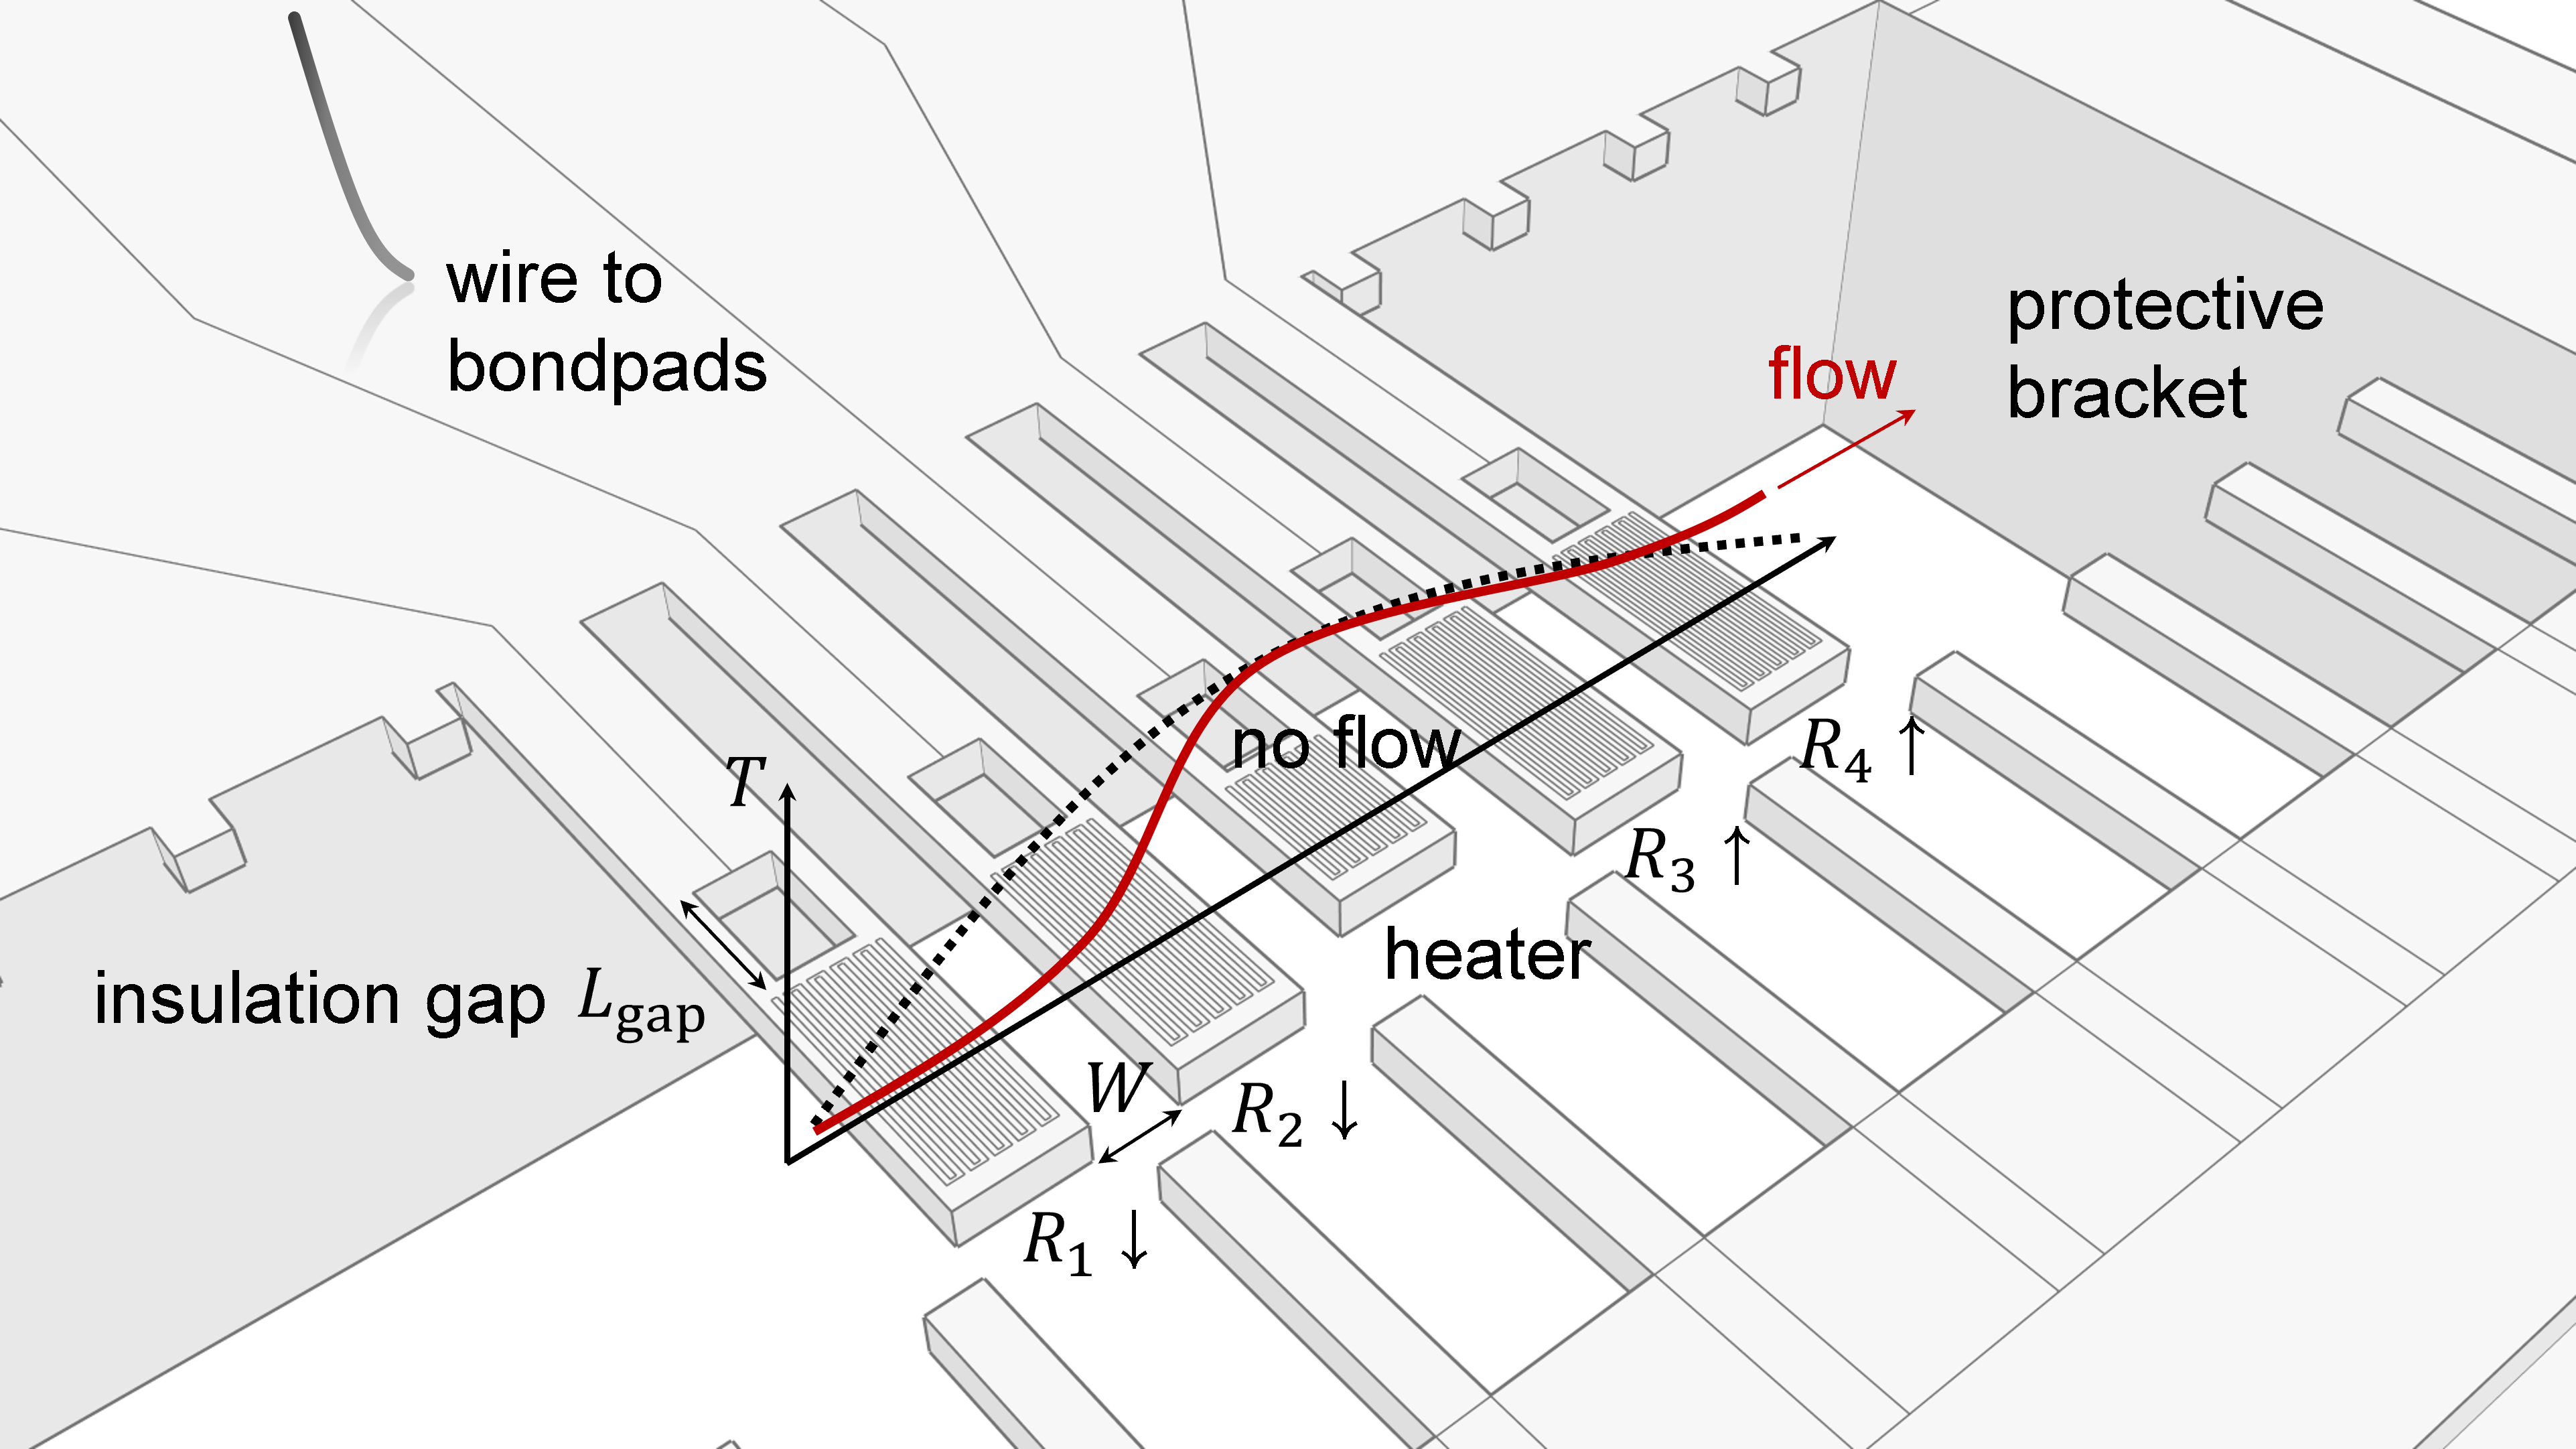 wire to
bondpads
protective
bracket
flow
T
no flow
R4 ↑
R3 ↑
heater
insulation gap Lgap
W
R2 ↓
R1 ↓